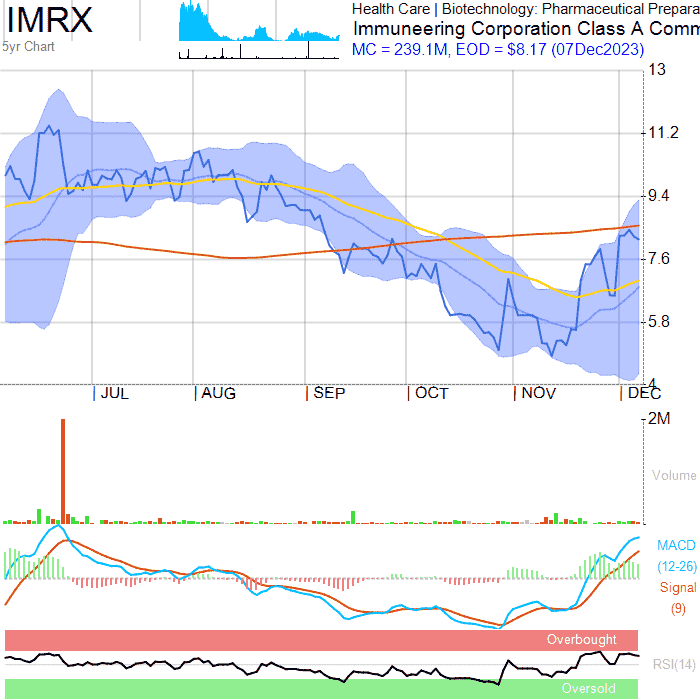 IMRX
5yr Chart
Health Care | Biotechnology: Pharmaceutical Prepara
Immuneering Corporation Class A Comm
MC = 239.1M, EOD = $8.17 (07Dec2023)
13
11.2
9.4
7.6
5.8
4
JUL
AUG
SEP
OCT
NOV
DEC
2M
Volume
MACD
(12-26)
Signal
(9)
Overbought
RSI(14)
Oversold